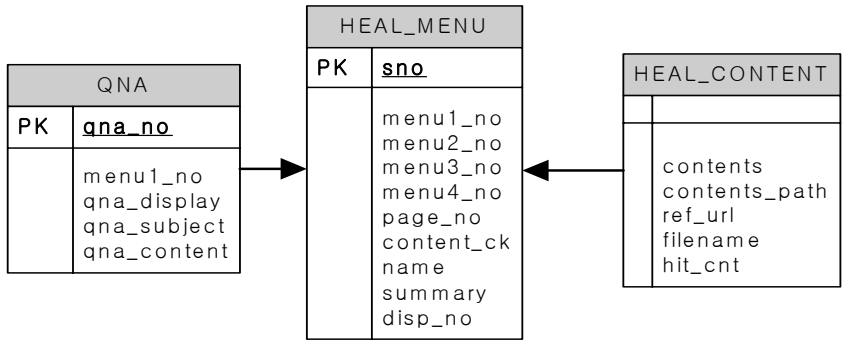 QNA
PK qna_no
menu1_no
qna_display
qna_subject
qna_content
HEAL_MENU
PK sno
menu1_no
menu2_no
menu3_no
menu4_no
page_no
content_ck
name
summary
disp_no
HEAL_CONTENT
contents
contents_path
ref_url
filename
hit_cnt